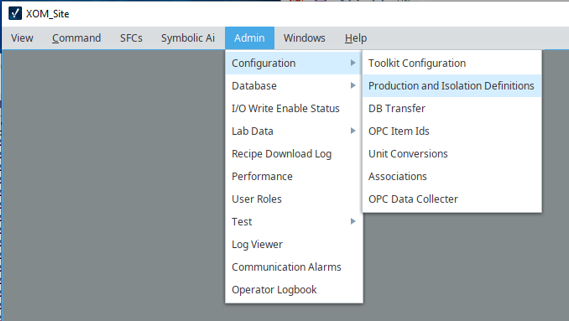 XOM_Site
View Command SFCs Symbolic Ai Admin Windows Help
Configuration
Database
I/O Write Enable Status
Lab Data
Recipe Download Log
Performance
User Roles
Test
Log Viewer
Communication Alarms
Operator Logbook
Toolkit Configuration
Production and Isolation Definitions
DB Transfer
OPC Item Ids
Unit Conversions
Associations
OPC Data Collecter